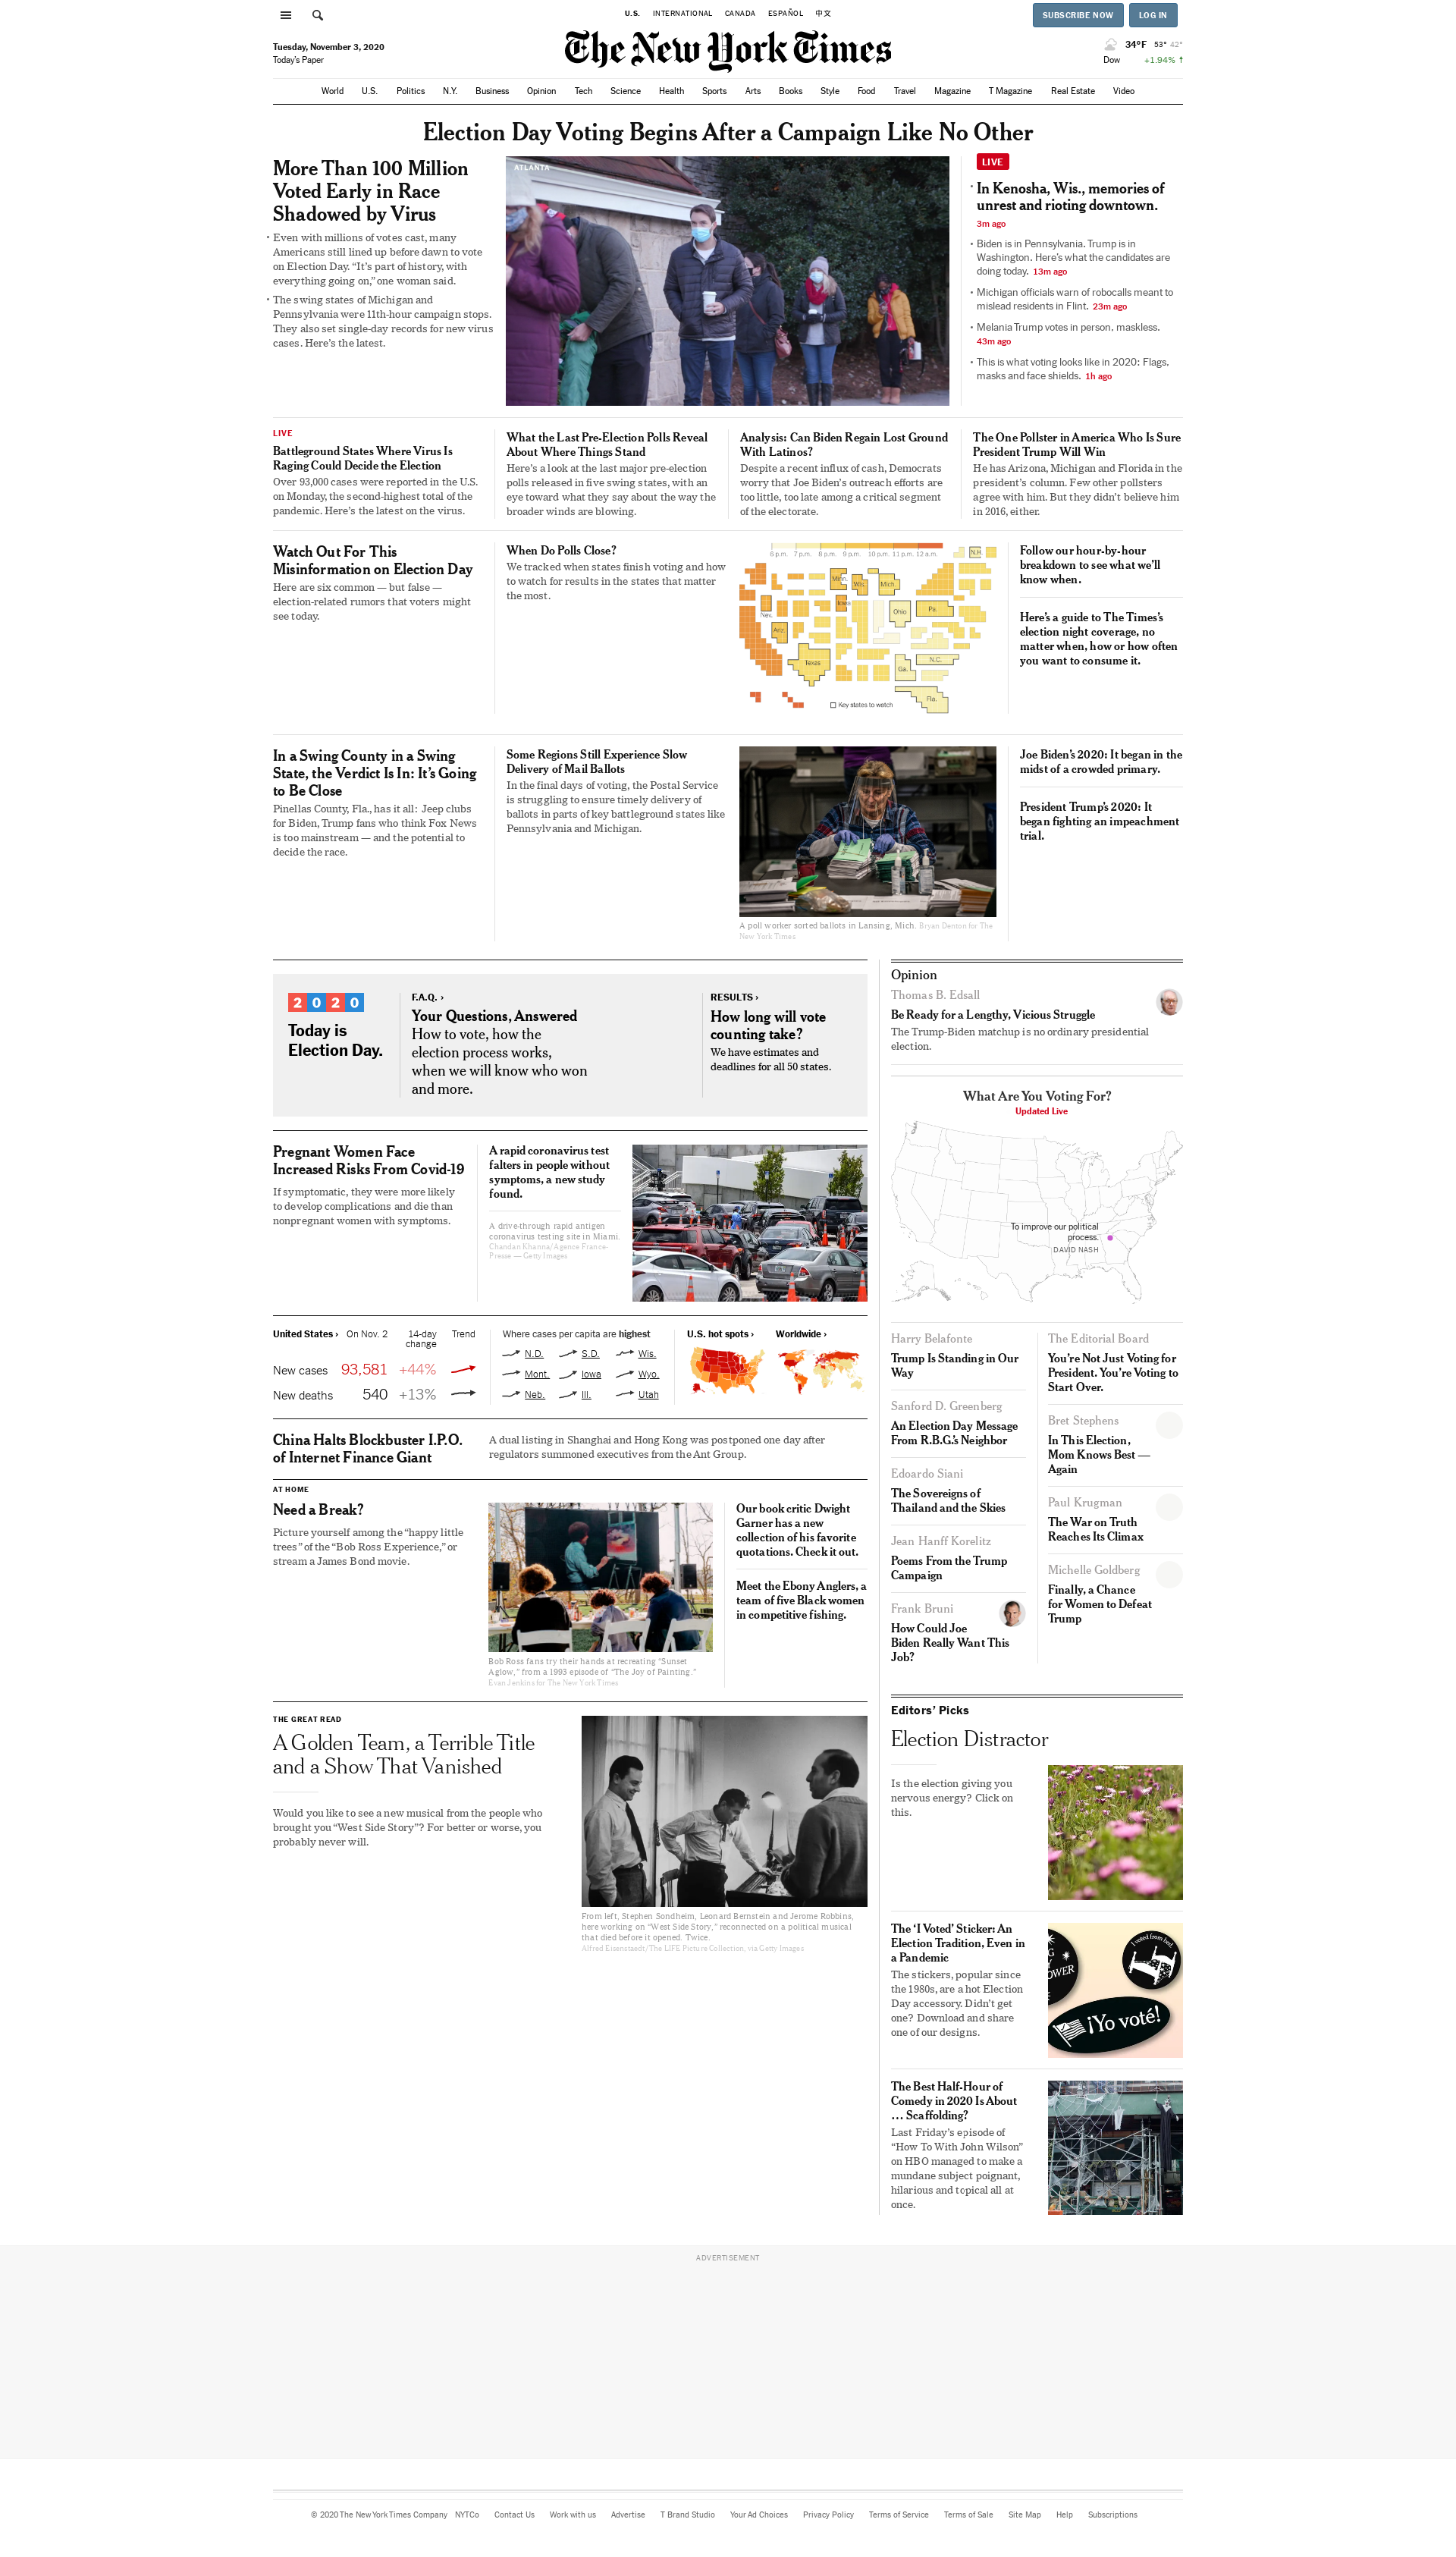 U.S. INTERNATIONAL CANADA ESPAÑOL 中文
SUBSCRIBE NOW LOG IN
Tuesday, November 3, 2020
Today's Paper
The New York Times
34°F 53° 42°
Dow +1.94%
World U.S. Politics N.Y. Business Opinion Tech Science Health Sports Arts Books Style Food Travel Magazine T Magazine Real Estate Video
Election Day Voting Begins After a Campaign Like No Other
More Than 100 Million
Voted Early in Race
Shadowed by Virus
Even with millions of votes cast, many
Americans still lined up before dawn to vote
on Election Day. “It’s part of history, with
everything going on,” one woman said.
The swing states of Michigan and
Pennsylvania were 11th-hour campaign stops.
They also set single-day records for new virus
cases. Here’s the latest.
ATLANTA
LIVE
In Kenosha, Wis., memories of
unrest and rioting downtown.
3m ago
Biden is in Pennsylvania. Trump is in
Washington. Here’s what the candidates are
doing today. 13m ago
Michigan officials warn of robocalls meant to
mislead residents in Flint. 23m ago
Melania Trump votes in person, maskless.
43m ago
This is what voting looks like in 2020: Flags,
masks and face shields. 1h ago
LIVE
Battleground States Where Virus Is
Raging Could Decide the Election
Over 93,000 cases were reported in the U.S.
on Monday, the second-highest total of the
pandemic. Here’s the latest on the virus.
What the Last Pre-Election Polls Reveal
About Where Things Stand
Here’s a look at the last major pre-election
polls released in five swing states, with an
eye toward what they say about the way the
broader winds are blowing.
Analysis: Can Biden Regain Lost Ground
With Latinos?
Despite a recent influx of cash, Democrats
worry that Joe Biden’s outreach efforts are
too little, too late among a critical segment
of the electorate.
The One Pollster in America Who Is Sure
President Trump Will Win
He has Arizona, Michigan and Florida in the
president’s column. Few other pollsters
agree with him. But they didn’t believe him
in 2016, either.
Watch Out For This
Misinformation on Election Day
Here are six common — but false —
election-related rumors that voters might
see today.
When Do Polls Close?
We tracked when states finish voting and how
to watch for results in the states that matter
the most.
6 p.m. 7 p.m. 8 p.m. 9 p.m. 10 p.m. 11 p.m. 12 a.m.
N.H.
Minn.
Wis. Mich.
Iowa
Nev.
Ohio Pa.
Ariz.
Texas
N.C.
Ga.
Fla.
Key states to watch
Follow our hour-by-hour
breakdown to see what we’ll
know when.
Here’s a guide to The Times’s
election night coverage, no
matter when, how or how often
you want to consume it.
In a Swing County in a Swing
State, the Verdict Is In: It’s Going
to Be Close
Pinellas County, Fla., has it all: Jeep clubs
for Biden, Trump fans who think Fox News
is too mainstream — and the potential to
decide the race.
Some Regions Still Experience Slow
Delivery of Mail Ballots
In the final days of voting, the Postal Service
is struggling to ensure timely delivery of
ballots in parts of key battleground states like
Pennsylvania and Michigan.
A poll worker sorted ballots in Lansing, Mich. Bryan Denton for The
New York Times
Joe Biden’s 2020: It began in the
midst of a crowded primary.
President Trump’s 2020: It
began fighting an impeachment
trial.
2020
Today is
Election Day.
F.A.Q. ›
Your Questions, Answered
How to vote, how the
election process works,
when we will know who won
and more.
RESULTS ›
How long will vote
counting take?
We have estimates and
deadlines for all 50 states.
Pregnant Women Face
Increased Risks From Covid-19
If symptomatic, they were more likely
to develop complications and die than
nonpregnant women with symptoms.
A rapid coronavirus test
falters in people without
symptoms, a new study
found.
A drive-through rapid antigen
coronavirus testing site in Miami.
Chandan Khanna/Agence France-
Presse — Getty Images
United States › On Nov. 2 14-day Trend
change
New cases 93,581 +44%
New deaths 540 +13%
Where cases per capita are highest
N.D. S.D. Wis.
Mont. Iowa Wyo.
Neb. Ill. Utah
U.S. hot spots › Worldwide ›
China Halts Blockbuster I.P.O.
of Internet Finance Giant
A dual listing in Shanghai and Hong Kong was postponed one day after
regulators summoned executives from the Ant Group.
AT HOME
Need a Break?
Picture yourself among the “happy little
trees” of the “Bob Ross Experience,” or
stream a James Bond movie.
Bob Ross fans try their hands at recreating “Sunset
Aglow,” from a 1993 episode of “The Joy of Painting.”
Evan Jenkins for The New York Times
Our book critic Dwight
Garner has a new
collection of his favorite
quotations. Check it out.
Meet the Ebony Anglers, a
team of five Black women
in competitive fishing.
THE GREAT READ
A Golden Team, a Terrible Title
and a Show That Vanished
Would you like to see a new musical from the people who
brought you “West Side Story”? For better or worse, you
probably never will.
From left, Stephen Sondheim, Leonard Bernstein and Jerome Robbins,
here working on “West Side Story,” reconnected on a political musical
that died before it opened. Twice.
Alfred Eisenstaedt/The LIFE Picture Collection, via Getty Images
Opinion
Thomas B. Edsall
Be Ready for a Lengthy, Vicious Struggle
The Trump-Biden matchup is no ordinary presidential
election.
What Are You Voting For?
Updated Live
To improve our political
process.
DAVID NASH
Harry Belafonte
Trump Is Standing in Our
Way
Sanford D. Greenberg
An Election Day Message
From R.B.G.’s Neighbor
Edoardo Siani
The Sovereigns of
Thailand and the Skies
Jean Hanff Korelitz
Poems From the Trump
Campaign
Frank Bruni
How Could Joe
Biden Really Want This
Job?
The Editorial Board
You’re Not Just Voting for
President. You’re Voting to
Start Over.
Bret Stephens
In This Election,
Mom Knows Best —
Again
Paul Krugman
The War on Truth
Reaches Its Climax
Michelle Goldberg
Finally, a Chance
for Women to Defeat
Trump
Editors’ Picks
Election Distractor
Is the election giving you
nervous energy? Click on
this.
The ‘I Voted’ Sticker: An
Election Tradition, Even in
a Pandemic
The stickers, popular since
the 1980s, are a hot Election
Day accessory. Didn’t get
one? Download and share
one of our designs.
I voted from bed
¡Yo voté!
The Best Half-Hour of
Comedy in 2020 Is About
… Scaffolding?
Last Friday’s episode of
“How To With John Wilson”
on HBO managed to make a
mundane subject poignant,
hilarious and topical all at
once.
ADVERTISEMENT
© 2020 The New York Times Company NYTCo Contact Us Work with us Advertise T Brand Studio Your Ad Choices Privacy Policy Terms of Service Terms of Sale Site Map Help Subscriptions